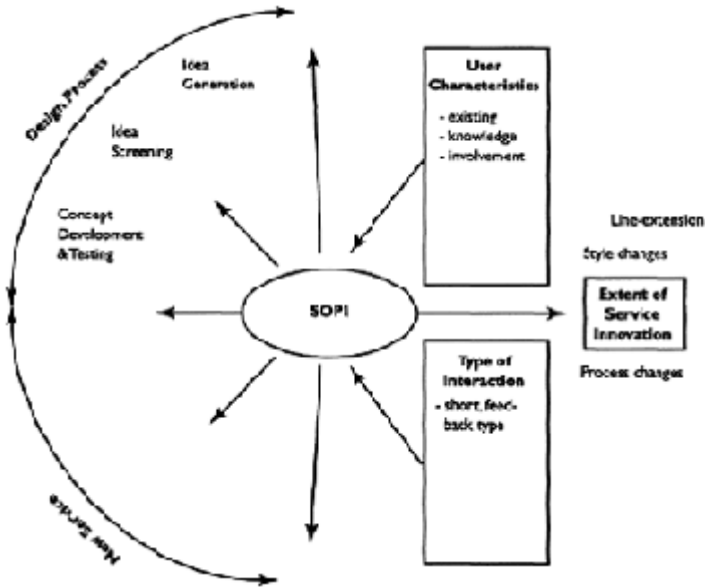 Design Process
Idea
Generation
Idea
Screening
Concept
Development
& Testing
New Service
SOPI
User
Characteristics
- existing
- knowledge
- involvement
Type of
Interaction
- short, feed-
back type
Line-extension
Style changes
Extent of
Service
Innovation
Process changes